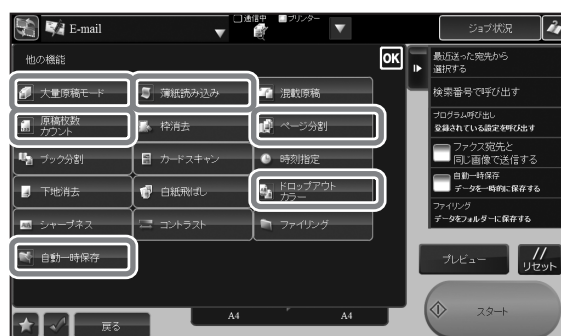 E-mail
通信中
プリンター
ジョブ状況
他の機能
OK
大量原稿モード
薄紙読み込み
混載原稿
原稿枚数
カウント
枠消去
ページ分割
ブック分割
カードスキャン
時刻指定
下地消去
白紙飛ばし
ドロップアウト
カラー
シャープネス
コントラスト
ファイリング
自動一時保存
最近送った宛先から
選択する
検索番号で呼び出す
プログラム呼び出し
登録されている設定を呼び出す
ファクス宛先と
同じ画像で送信する
自動一時保存
データを一時的に保存する
ファイリング
データをフォルダーに保存する
プレビュー
リセット
戻る
A4
A4
スタート